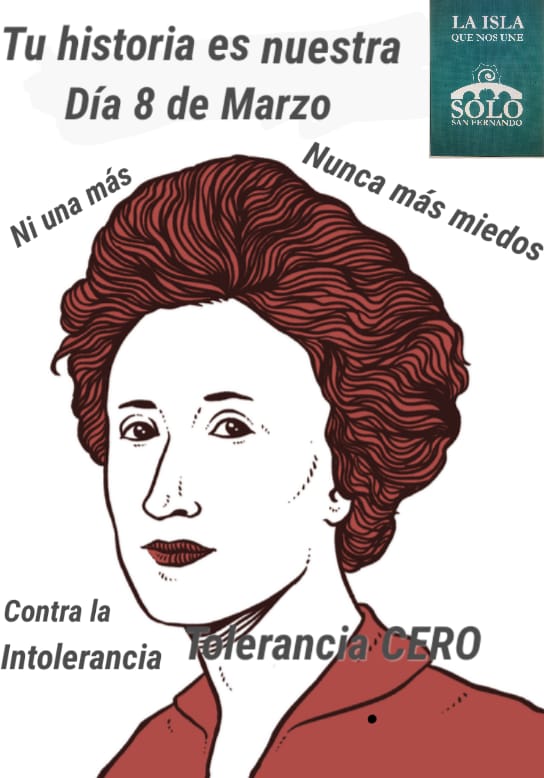 Tu historia es nuestra
Día 8 de Marzo
LA ISLA
QUE NOS UNE
SOLO
SAN FERNANDO
Ni una más
Nunca más miedos
Contra la
Intolerancia
Tolerancia CERO